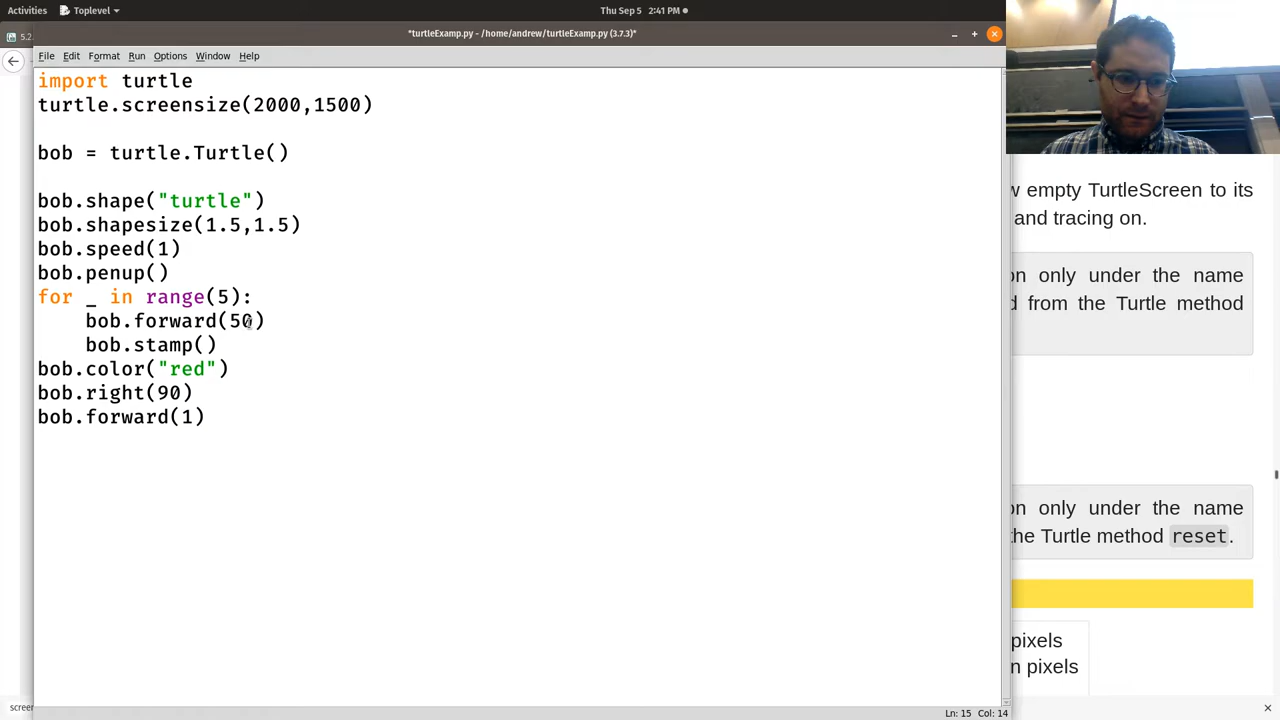 Activities
Toplevel
Thu Sep 5 2:41 PM
5.2
*turtleExamp.py - /home/andrew/turtleExamp.py (3.7.3)*
File Edit Format Run Options Window Help
import turtle
turtle.screensize(2000,1500)
bob = turtle.Turtle()
bob.shape("turtle")
bob.shapesize(1.5,1.5)
bob.speed(1)
bob.penup()
for _ in range(5):
    bob.forward(50)
    bob.stamp()
bob.color("red")
bob.right(90)
bob.forward(1)
w empty TurtleScreen to its
and tracing on.
on only under the name
d from the Turtle method
on only under the name
the Turtle method reset.
pixels
n pixels
screen
Ln: 15 Col: 14